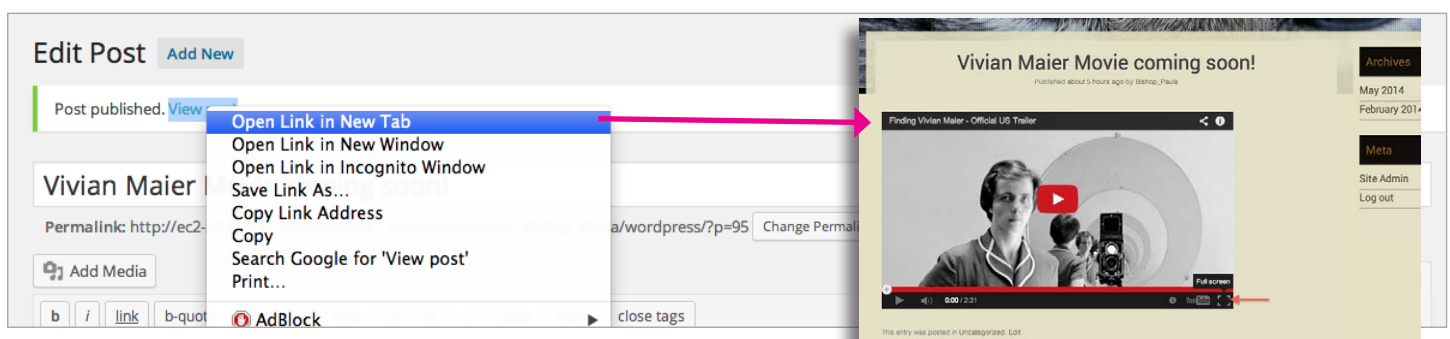 Edit Post Add New
Post published. View post
Open Link in New Tab
Open Link in New Window
Open Link in Incognito Window
Save Link As...
Copy Link Address
Copy
Search Google for 'View post'
Print...
AdBlock
Vivian Maier
Permalink: http://ec2-
a/wordpress/?p=95 Change Permali
Add Media
b i link b-quot
close tags
Vivian Maier Movie coming soon!
Published about 5 hours ago by Bishop_Paula
Finding Vivian Maier - Official US Trailer
Full screen
0:00 / 2:31
YouTube
This entry was posted in Uncategorized. Edit
Archives
May 2014
February 2014
Meta
Site Admin
Log out